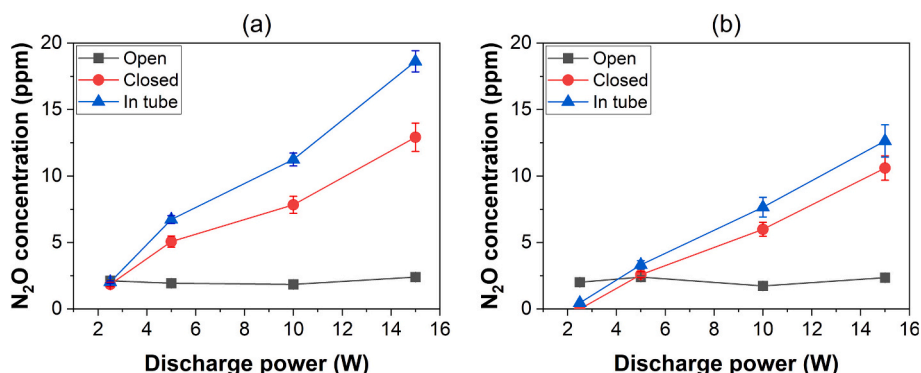 (a)
N₂O concentration (ppm)
20
15
10
5
0
Open
Closed
In tube
2 4 6 8 10 12 14 16
Discharge power (W)
(b)
N₂O concentration (ppm)
20
15
10
5
0
Open
Closed
In tube
2 4 6 8 10 12 14 16
Discharge power (W)